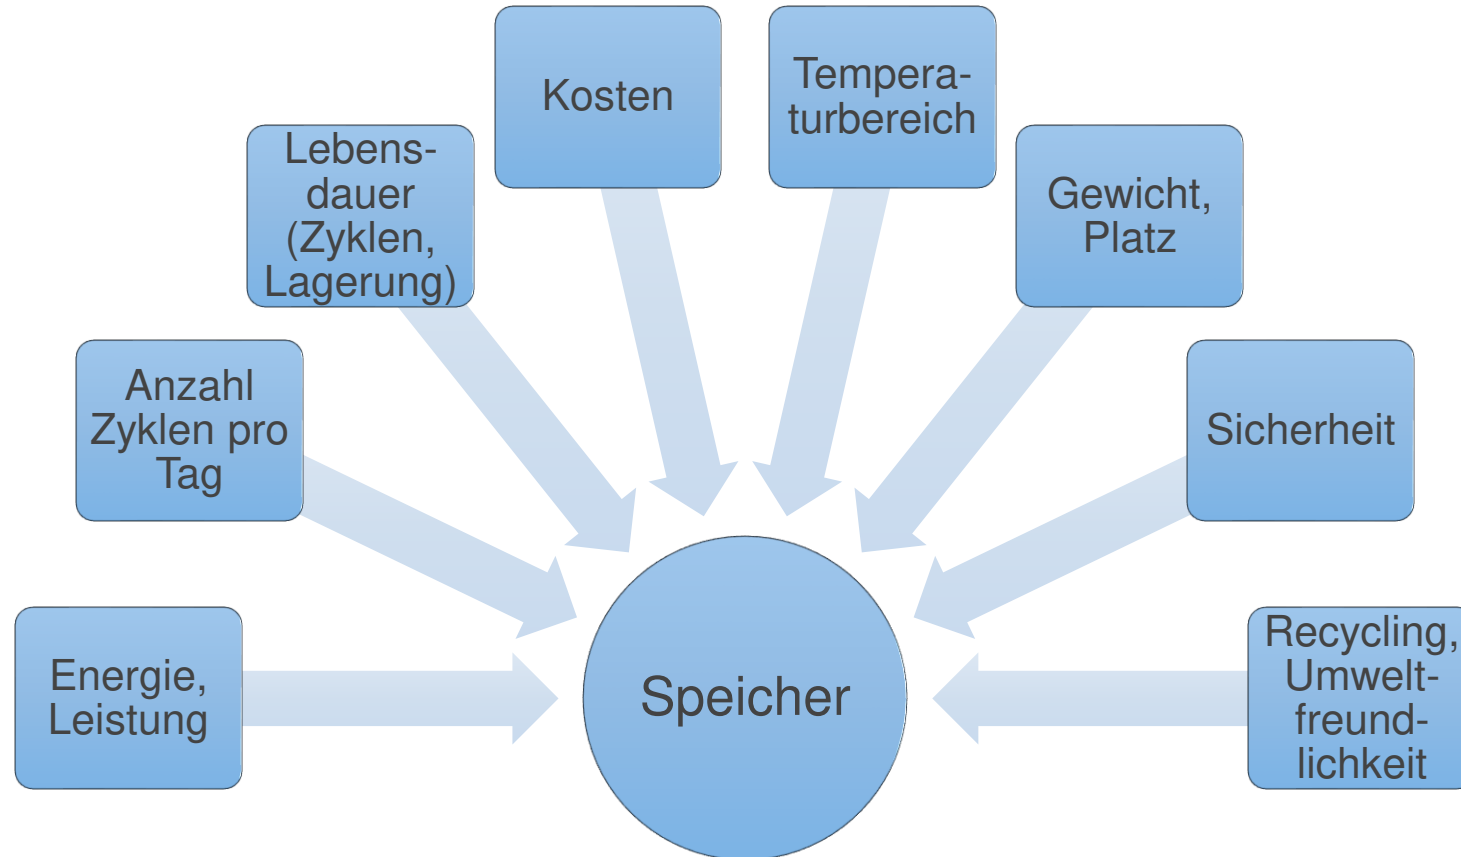 Kosten
Tempera-
turbereich
Lebens-
dauer
(Zyklen,
Lagerung)
Gewicht,
Platz
Anzahl
Zyklen pro
Tag
Sicherheit
Energie,
Leistung
Speicher
Recycling,
Umwelt-
freund-
lichkeit